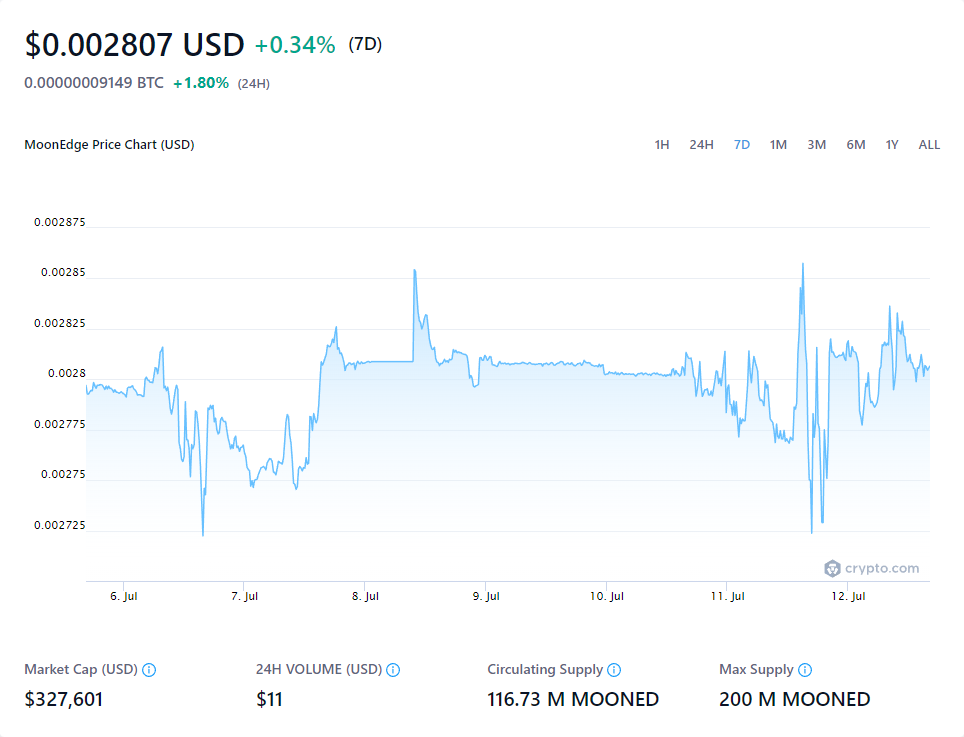 $0.002807 USD +0.34% (7D)
0.00000009149 BTC +1.80% (24H)
MoonEdge Price Chart (USD) 1H 24H 7D 1M 3M 6M 1Y ALL
0.002875
0.00285
0.002825
0.0028
0.002775
0.00275
0.002725
crypto.com
6. Jul 7. Jul 8. Jul 9. Jul 10. Jul 11. Jul 12. Jul
Market Cap (USD) 24H VOLUME (USD) Circulating Supply Max Supply
$327,601 $11 116.73 M MOONED 200 M MOONED